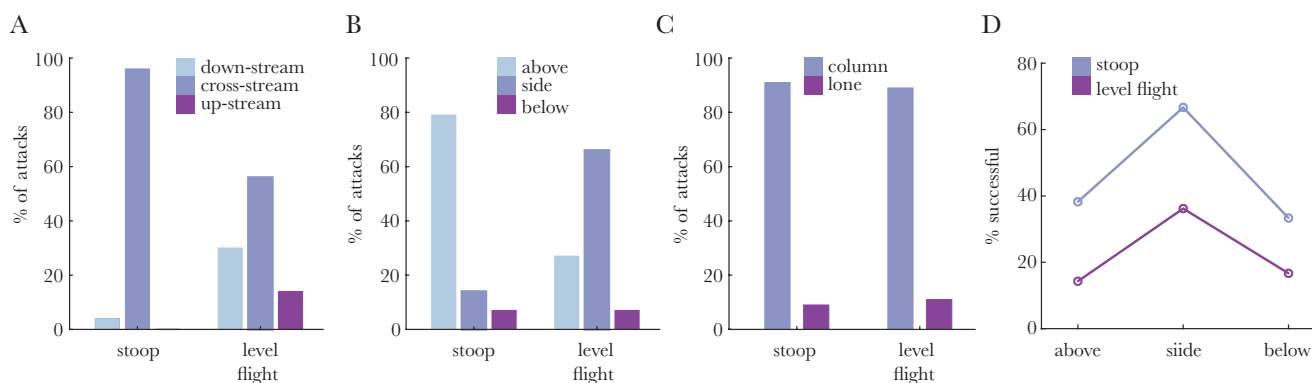 A
% of attacks
100
80
60
40
20
0
down-stream
cross-stream
up-stream
stoop
level
flight
B
% of attacks
100
80
60
40
20
0
above
side
below
stoop
level
flight
C
% of attacks
100
80
60
40
20
0
column
lone
stoop
level
flight
D
% successful
80
60
40
20
0
stoop
level flight
above
siide
below